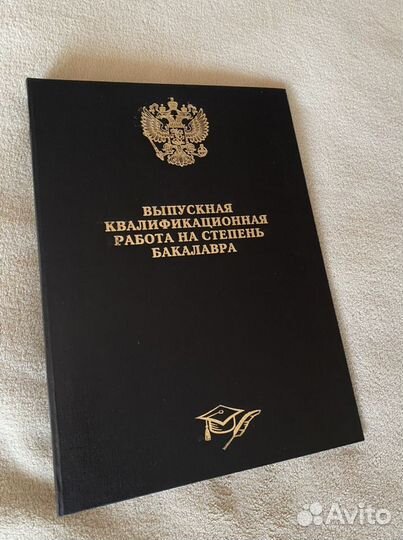 ВЫПУСКНАЯ
КВАЛИФИКАЦИОННАЯ
РАБОТА НА СТЕПЕНЬ
БАКАЛАВРА
Avito